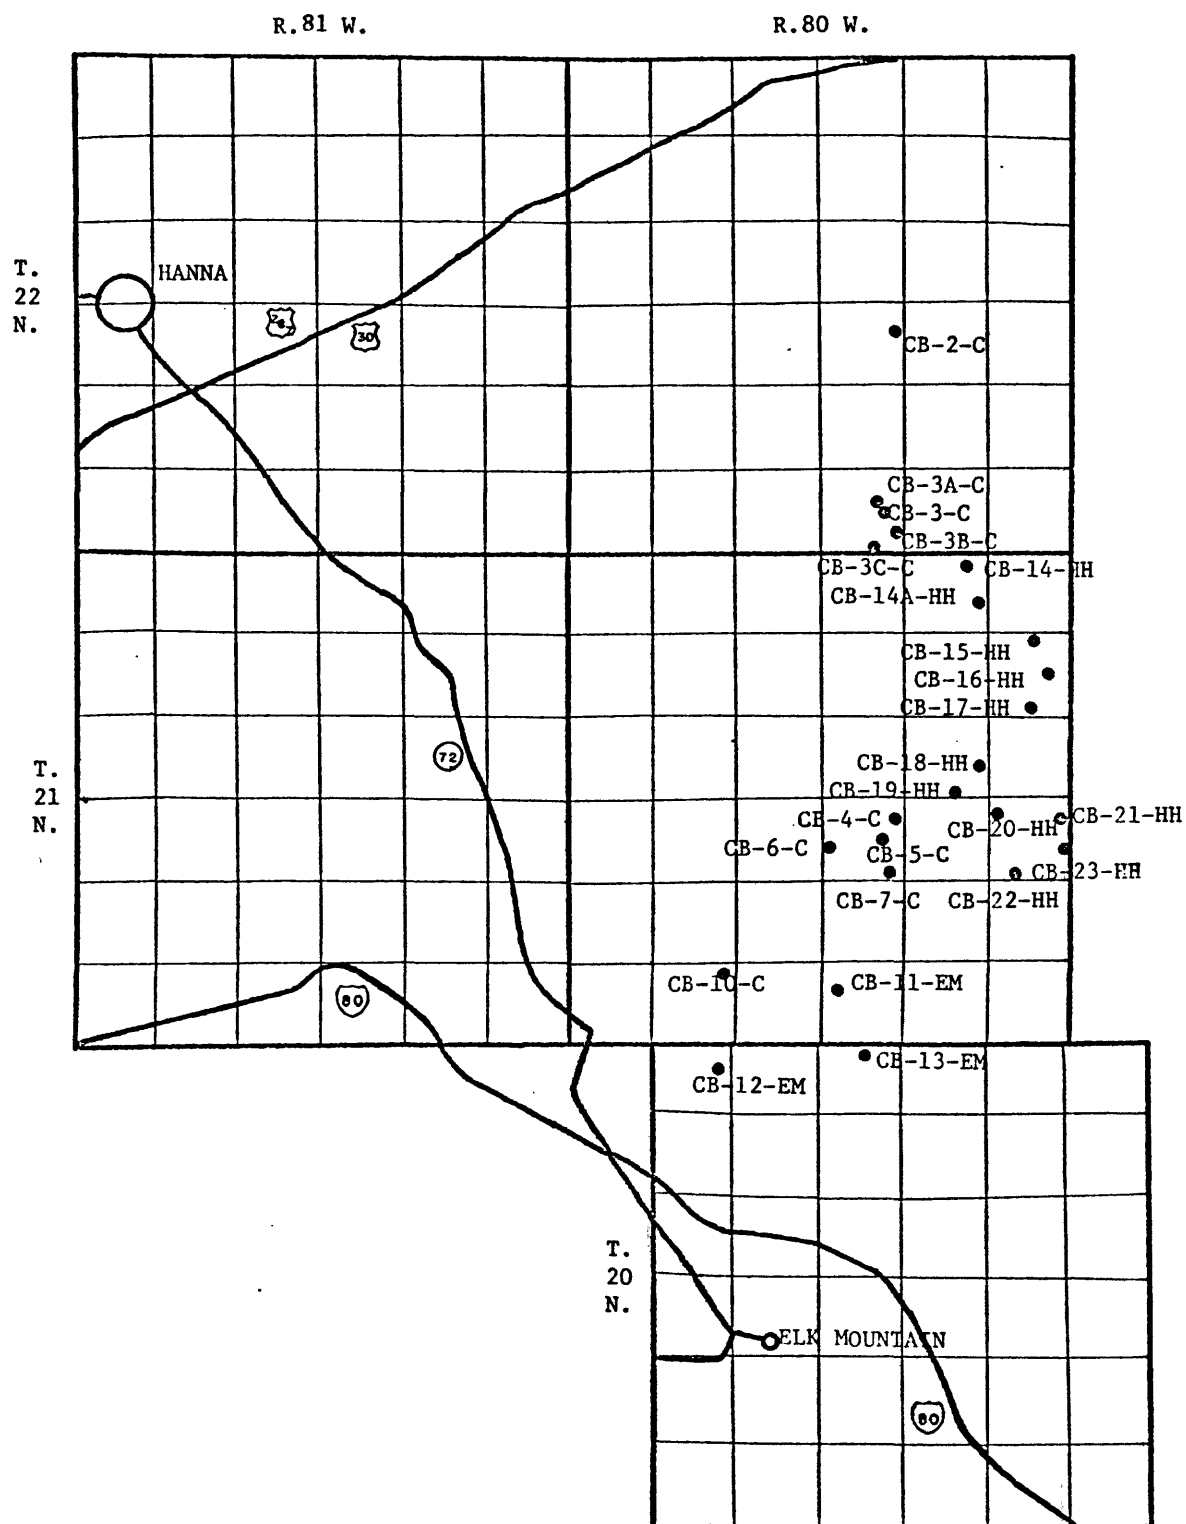 R.81 W.
R.80 W.
T.
22
N.
HANNA
30
CB-2-C
CB-3A-C
CB-3-C
CB-3B-C
CB-3C-C
CB-14-HH
CB-14A-HH
CB-15-HH
CB-16-HH
CB-17-HH
72
T.
21
N.
CB-18-HH
CB-19-HH
CB-4-C
CB-20-HH
CB-21-HH
CB-6-C
CB-5-C
CB-23-HH
CB-7-C
CB-22-HH
CB-10-C
CB-11-EM
80
CB-13-EM
CB-12-EM
T.
20
N.
ELK MOUNTAIN
80